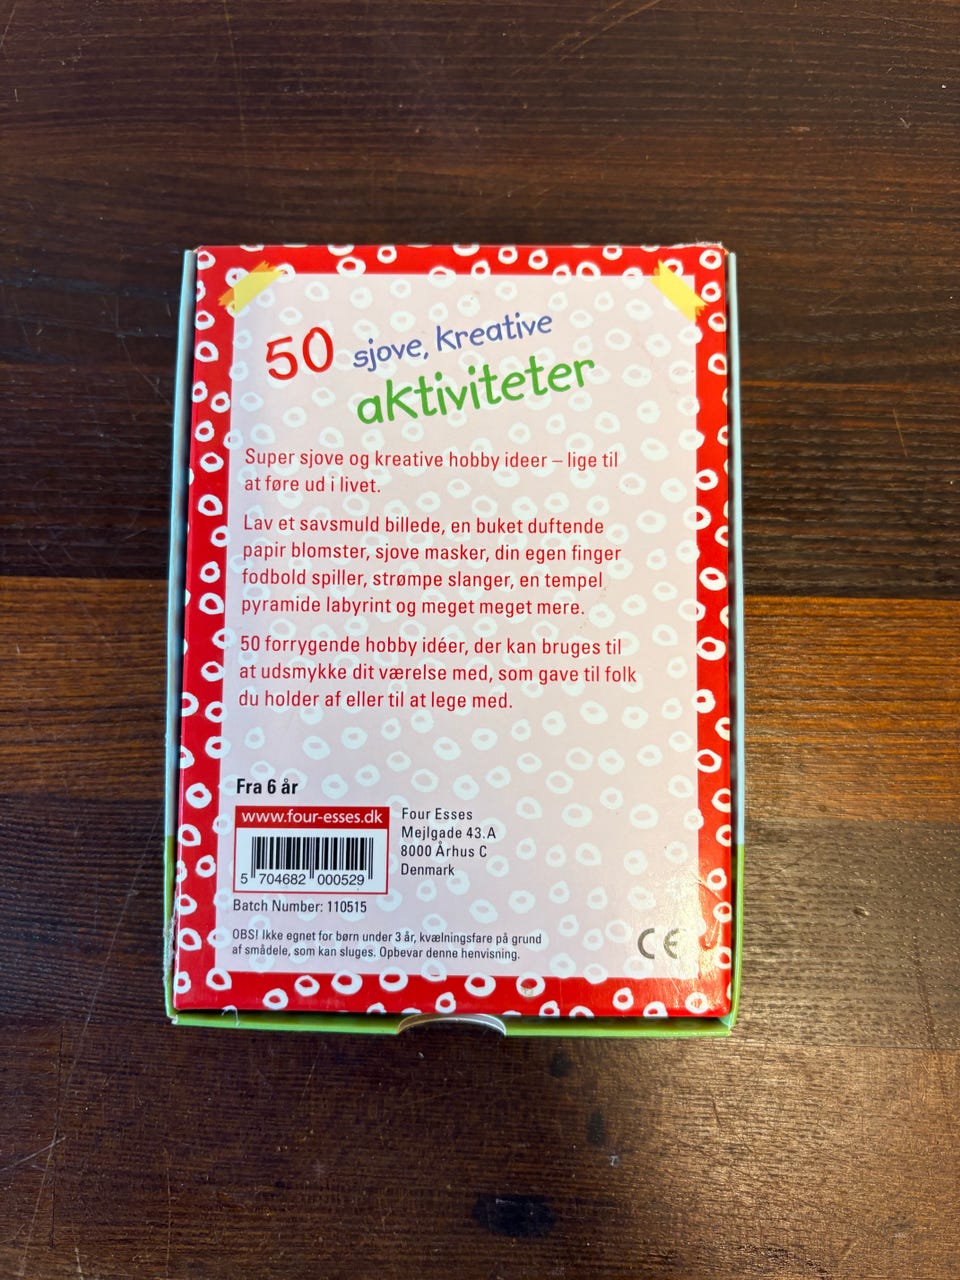 50 sjove, kreative
aktiviteter
Super sjove og kreative hobby ideer – lige til
at føre ud i livet.
Lav et savsmuld billede, en buket duftende
papir blomster, sjove masker, din egen finger
fodbold spiller, strømpe slanger, en tempel
pyramide labyrint og meget meget mere.
50 forrygende hobby idéer, der kan bruges til
at udsmykke dit værelse med, som gave til folk
du holder af eller til at lege med.
Fra 6 år
www.four-esses.dk
5 704682 000529
Four Esses
Mejlgade 43.A
8000 Århus C
Denmark
Batch Number: 110515
OBS! Ikke egnet for børn under 3 år, kvælningsfare på grund
af smådele, som kan sluges. Opbevar denne henvisning.
CE